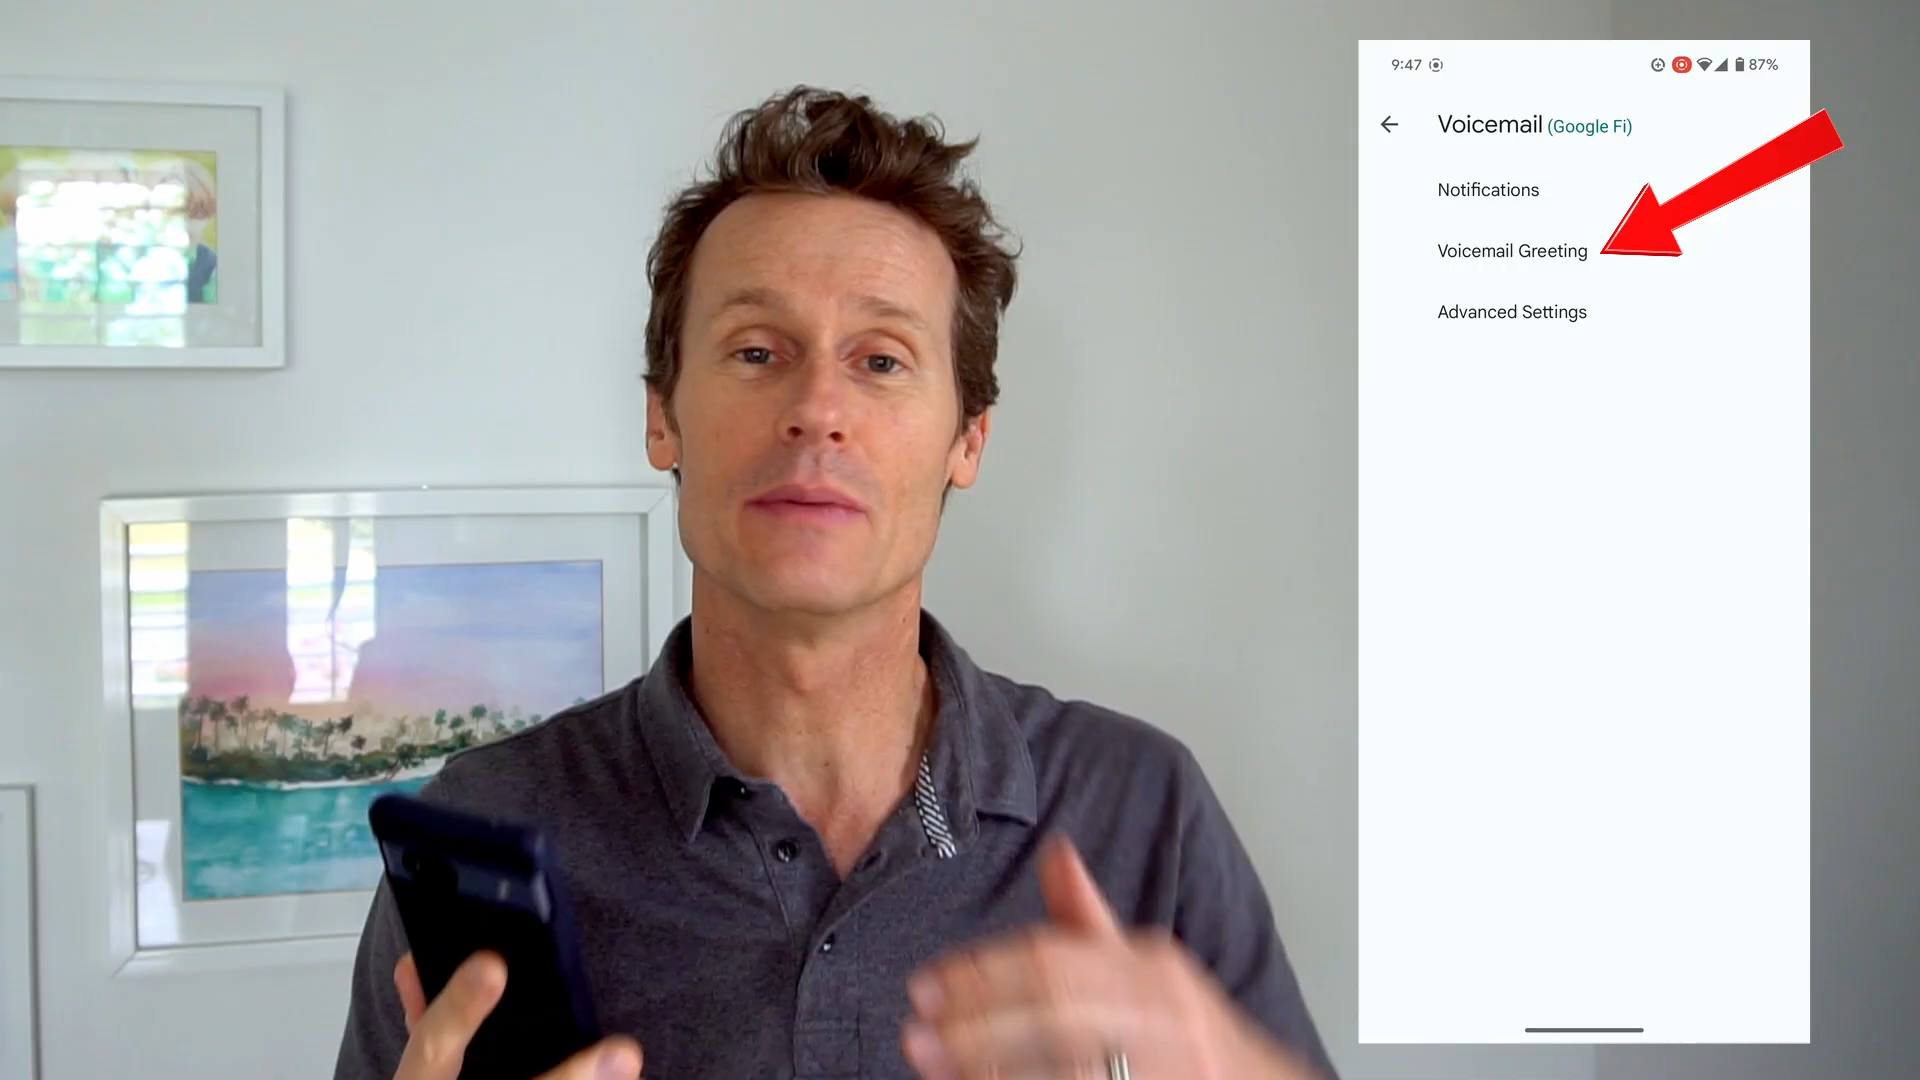 9:47
87%
Voicemail (Google Fi)
Notifications
Voicemail Greeting
Advanced Settings